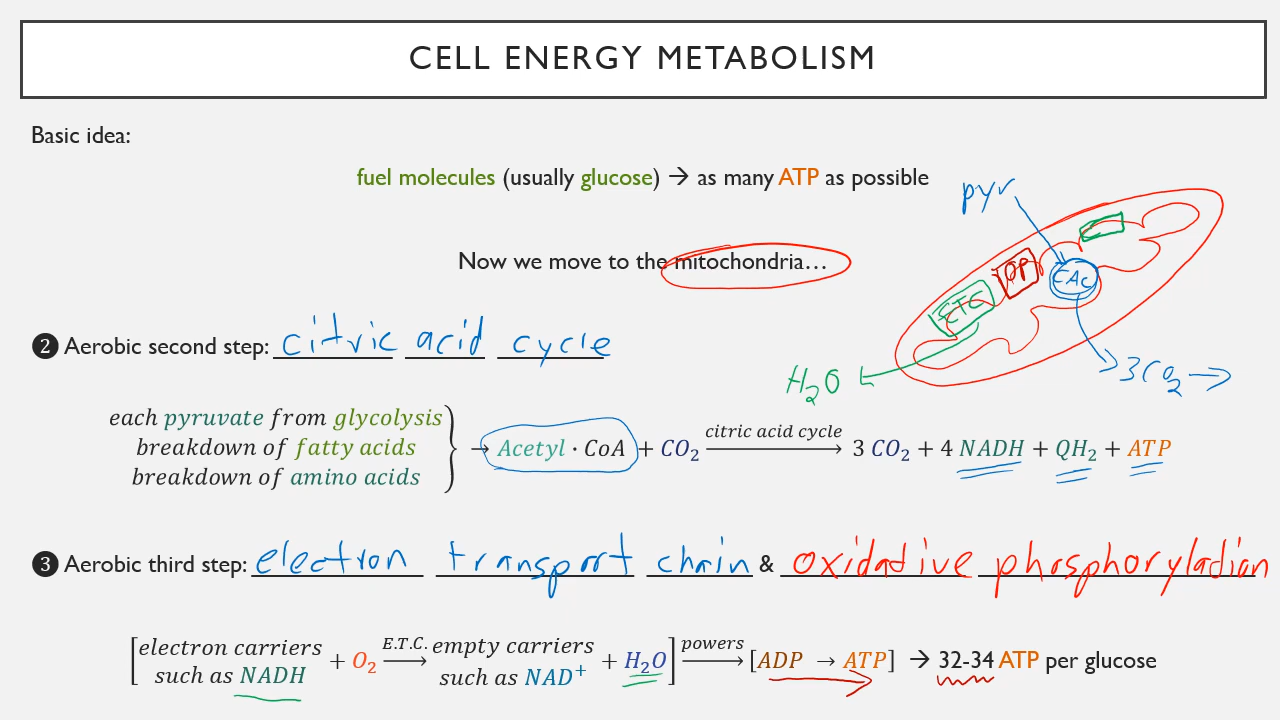 CELL ENERGY METABOLISM
Basic idea:
fuel molecules (usually glucose) → as many ATP as possible
pyr
Now we move to the mitochondria…
ETC
OP
CAC
❷ Aerobic second step: citric acid cycle
H₂O
3CO₂
each pyruvate from glycolysis
breakdown of fatty acids
breakdown of amino acids
→ Acetyl · CoA + CO₂ citric acid cycle → 3 CO₂ + 4 NADH + QH₂ + ATP
❸ Aerobic third step: electron transport chain & oxidative phosphorylation
[electron carriers such as NADH + O₂ E.T.C. → empty carriers such as NAD⁺ + H₂O] powers → [ADP → ATP] → 32-34 ATP per glucose